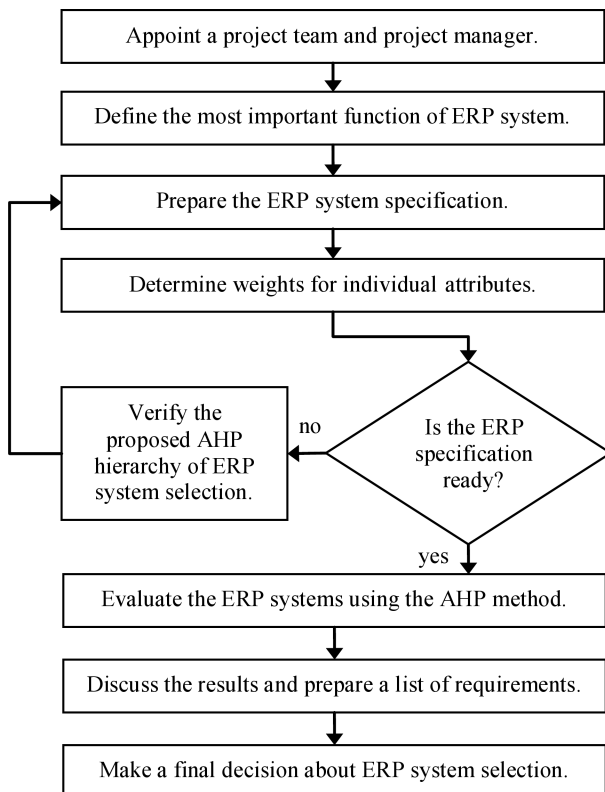 Appoint a project team and project manager.
Define the most important function of ERP system.
Prepare the ERP system specification.
Determine weights for individual attributes.
Verify the
proposed AHP
hierarchy of ERP
system selection.
no
Is the ERP
specification
ready?
yes
Evaluate the ERP systems using the AHP method.
Discuss the results and prepare a list of requirements.
Make a final decision about ERP system selection.